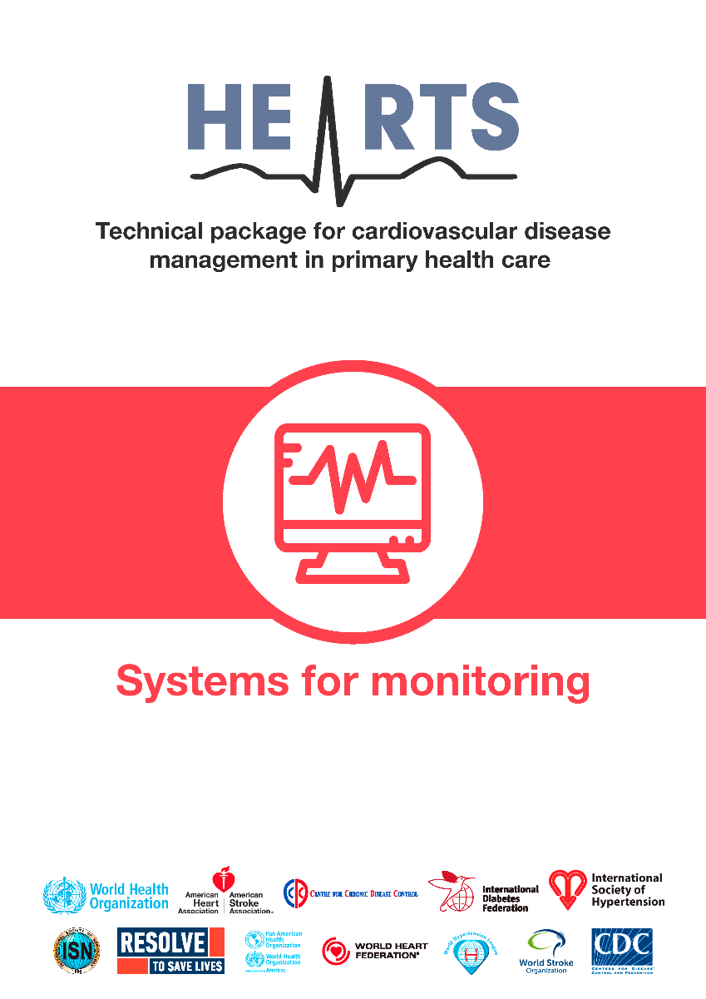 HEARTS
Technical package for cardiovascular disease
management in primary health care
Systems for monitoring
World Health
Organization
American
Heart
Association
American
Stroke
Association®
CENTRE FOR CHRONIC DISEASE CONTROL
International
Diabetes
Federation
International
Society of
Hypertension
ISN
RESOLVE
TO SAVE LIVES
Pan American
Health
Organization
World Health
Organization
Americas
WORLD HEART
FEDERATION®
World Hypertension League
World Stroke
Organization
CDC
CENTERS FOR DISEASE
CONTROL AND PREVENTION